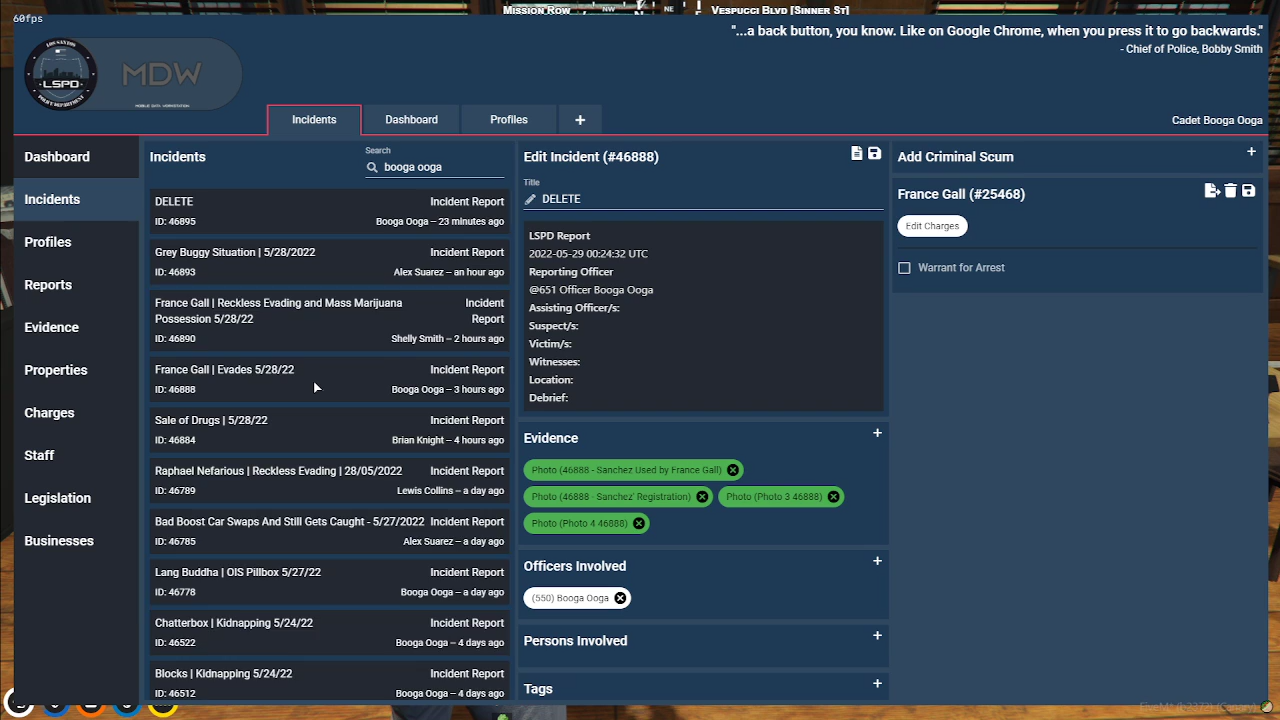 60fps
Mission Row
NW
NE
Vespucci Blvd [Sinner St]
"...a back button, you know. Like on Google Chrome, when you press it to go backwards."
- Chief of Police, Bobby Smith
LOS SANTOS
LSPD
POLICE DEPARTMENT
MDW
MOBILE DATA WORKSTATION
Incidents
Dashboard
Profiles
+
Cadet Booga Ooga
Dashboard
Incidents
Profiles
Reports
Evidence
Properties
Charges
Staff
Legislation
Businesses
Incidents
Search
booga ooga
DELETE Incident Report
ID: 46895 Booga Ooga – 23 minutes ago
Grey Buggy Situation | 5/28/2022 Incident Report
ID: 46893 Alex Suarez – an hour ago
France Gall | Reckless Evading and Mass Marijuana Incident
Possession 5/28/22 Report
ID: 46890 Shelly Smith – 2 hours ago
France Gall | Evades 5/28/22 Incident Report
ID: 46888 Booga Ooga – 3 hours ago
Sale of Drugs | 5/28/22 Incident Report
ID: 46884 Brian Knight – 4 hours ago
Raphael Nefarious | Reckless Evading | 28/05/2022 Incident Report
ID: 46789 Lewis Collins – a day ago
Bad Boost Car Swaps And Still Gets Caught - 5/27/2022 Incident Report
ID: 46785 Alex Suarez – a day ago
Lang Buddha | OIS Pillbox 5/27/22 Incident Report
ID: 46778 Booga Ooga – a day ago
Chatterbox | Kidnapping 5/24/22 Incident Report
ID: 46522 Booga Ooga – 4 days ago
Blocks | Kidnapping 5/24/22 Incident Report
ID: 46512 Booga Ooga – 4 days ago
Edit Incident (#46888)
Title
DELETE
LSPD Report
2022-05-29 00:24:32 UTC
Reporting Officer
@651 Officer Booga Ooga
Assisting Officer/s:
Suspect/s:
Victim/s:
Witnesses:
Location:
Debrief:
Evidence +
Photo (46888 - Sanchez Used by France Gall)
Photo (46888 - Sanchez' Registration) Photo (Photo 3 46888)
Photo (Photo 4 46888)
Officers Involved +
(550) Booga Ooga
Persons Involved +
Tags +
Add Criminal Scum +
France Gall (#25468)
Edit Charges
Warrant for Arrest